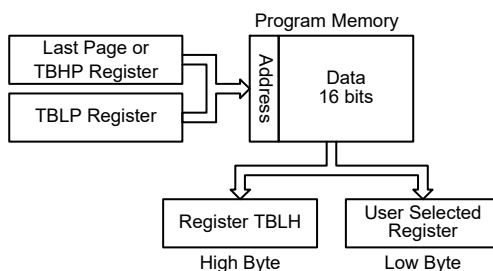 Program Memory
Last Page or
TBHP Register
TBLP Register
Address
Data
16 bits
Register TBLH
User Selected
Register
High Byte
Low Byte